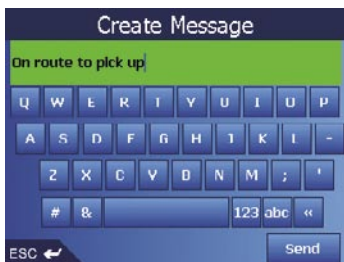 Create Message
On route to pick up
Q W E R T Y U I O P
A S D F G H J K L -
Z X C V B N M ; '
# & 123 abc «
ESC Send